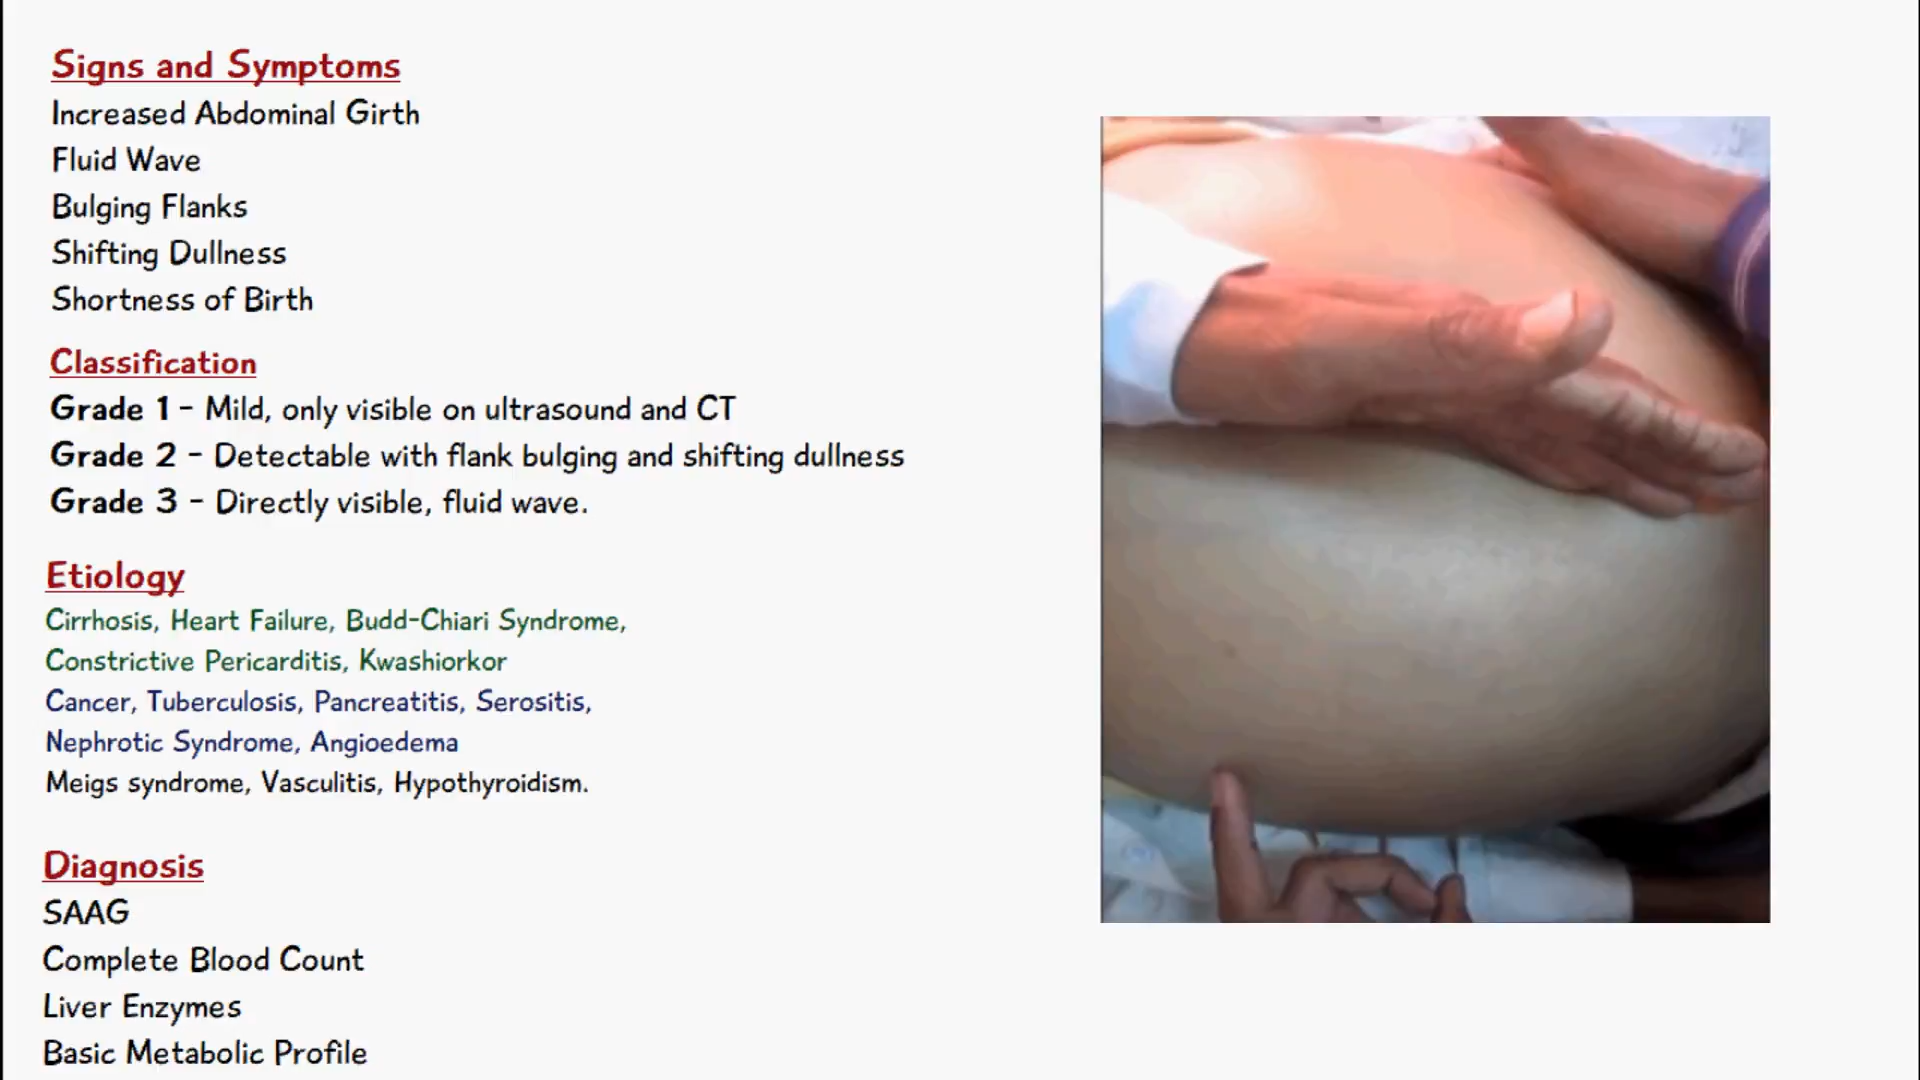 Signs and Symptoms
Increased Abdominal Girth
Fluid Wave
Bulging Flanks
Shifting Dullness
Shortness of Birth
Classification
Grade 1 - Mild, only visible on ultrasound and CT
Grade 2 - Detectable with flank bulging and shifting dullness
Grade 3 - Directly visible, fluid wave.
Etiology
Cirrhosis, Heart Failure, Budd-Chiari Syndrome,
Constrictive Pericarditis, Kwashiorkor
Cancer, Tuberculosis, Pancreatitis, Serositis,
Nephrotic Syndrome, Angioedema
Meigs syndrome, Vasculitis, Hypothyroidism.
Diagnosis
SAAG
Complete Blood Count
Liver Enzymes
Basic Metabolic Profile